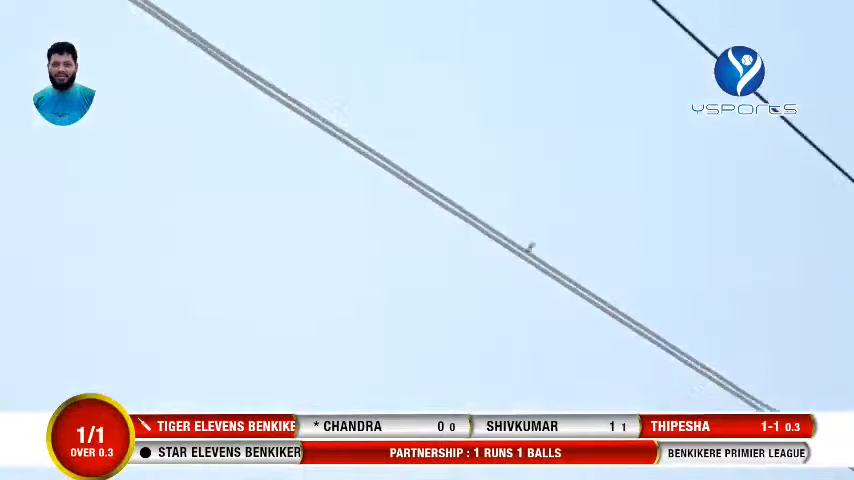 YSPORTS
1/1
OVER 0.3
TIGER ELEVENS BENKIKE
* CHANDRA 0 0
SHIVKUMAR 1 1
THIPESHA 1-1 0.3
STAR ELEVENS BENKIKER
PARTNERSHIP : 1 RUNS 1 BALLS
BENKIKERE PRIMIER LEAGUE